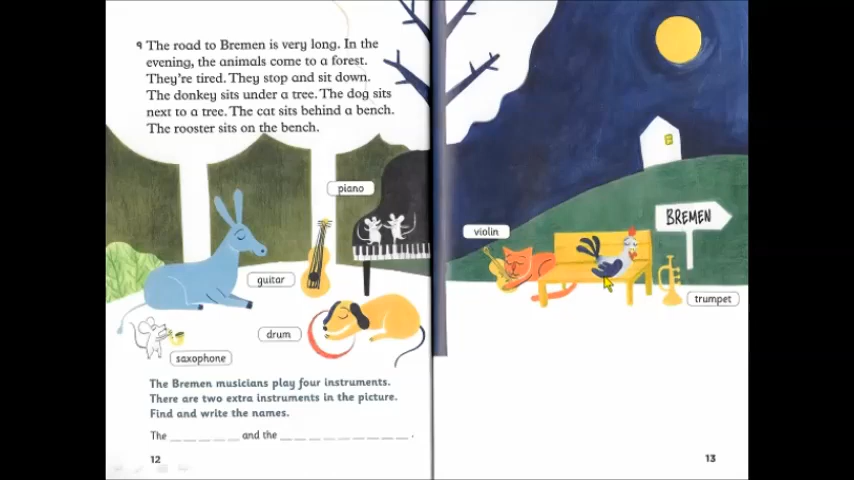 9 The road to Bremen is very long. In the
evening, the animals come to a forest.
They're tired. They stop and sit down.
The donkey sits under a tree. The dog sits
next to a tree. The cat sits behind a bench.
The rooster sits on the bench.
piano
guitar
drum
saxophone
The Bremen musicians play four instruments.
There are two extra instruments in the picture.
Find and write the names.
The _ _ _ _ _ and the _ _ _ _ _ _ _ _ _ .
12
violin
BREMEN
trumpet
13